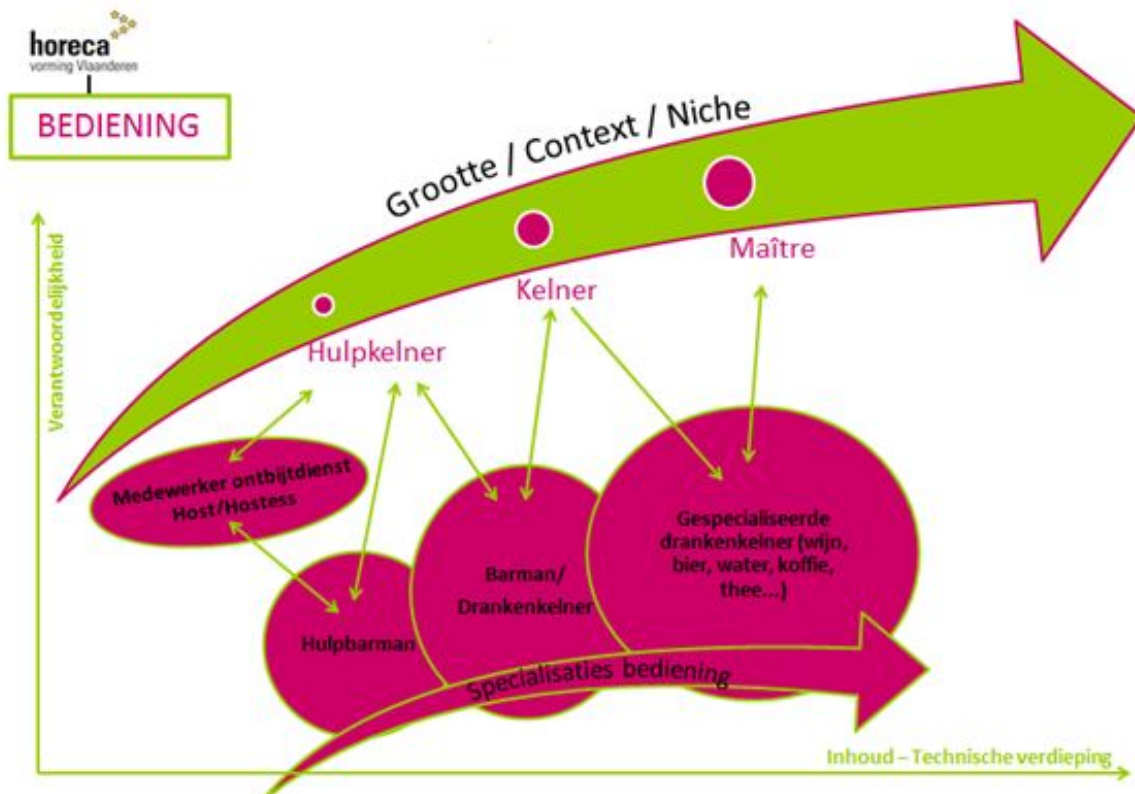 horeca
vorming Vlaanderen
BEDIENING
Grootte / Context / Niche
Maître
Kelner
Hulpkelner
Verantwoordelijkheid
Medewerker ontbijtdienst
Host/Hostess
Gespecialiseerde
drankenkelner (wijn,
bier, water, koffie,
thee...)
Barman/
Drankenkelner
Hulpbarman
Specialisaties bediening
Inhoud – Technische verdieping